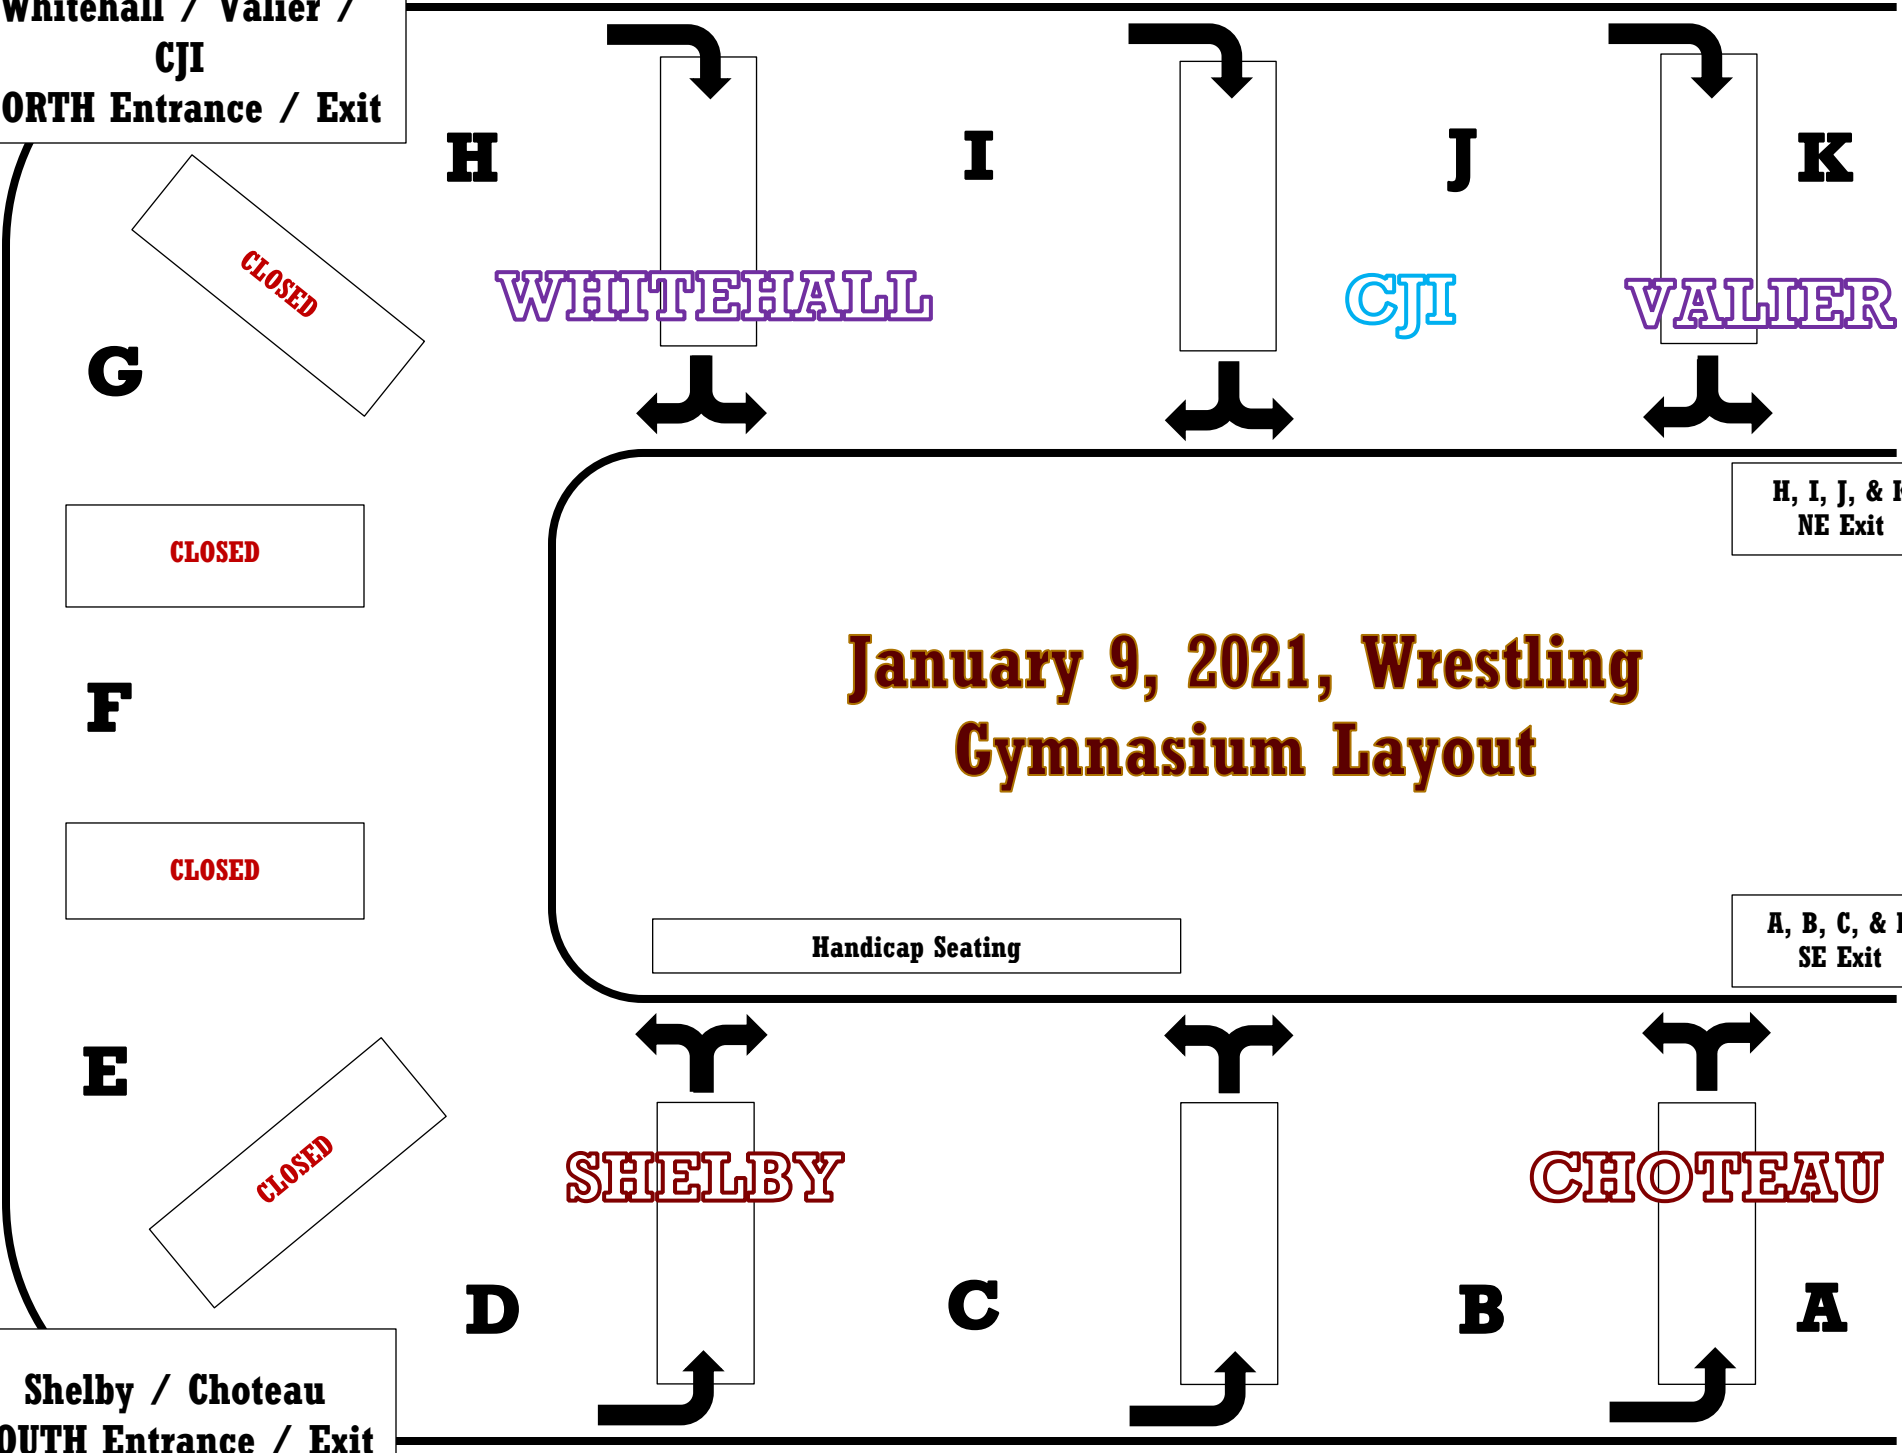 Whitehall / Valier /
CJI
ORTH Entrance / Exit
H
I
J
K
CLOSED
WHITEHALL
CJI
VALIER
G
H, I, J, &
NE Exit
CLOSED
January 9, 2021, Wrestling
Gymnasium Layout
F
CLOSED
A, B, C, &
SE Exit
Handicap Seating
E
CLOSED
SHELBY
CHOTEAU
D
C
B
A
Shelby / Choteau
OUTH Entrance / Exit